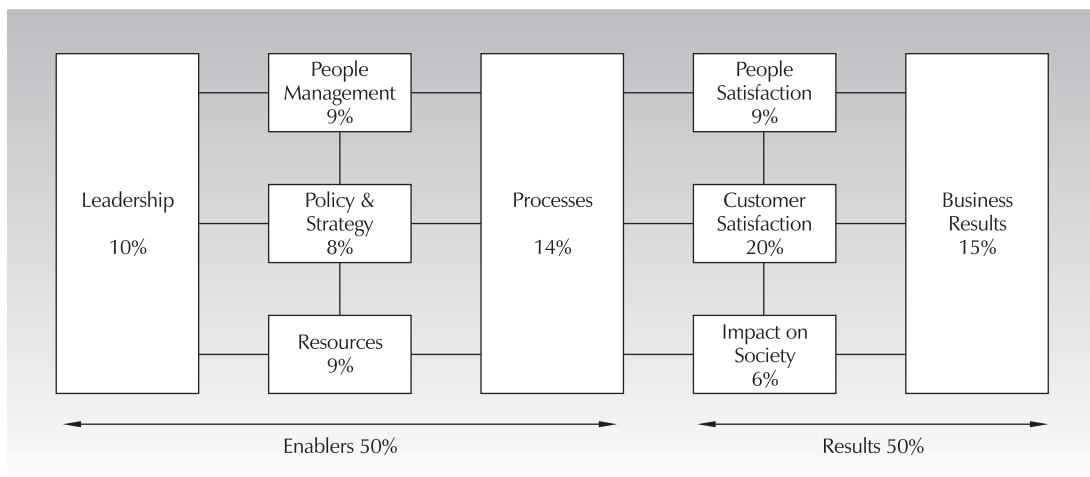 Leadership
10%
People
Management
9%
Policy &
Strategy
8%
Resources
9%
Processes
14%
People
Satisfaction
9%
Customer
Satisfaction
20%
Impact on
Society
6%
Business
Results
15%
Enablers 50%
Results 50%